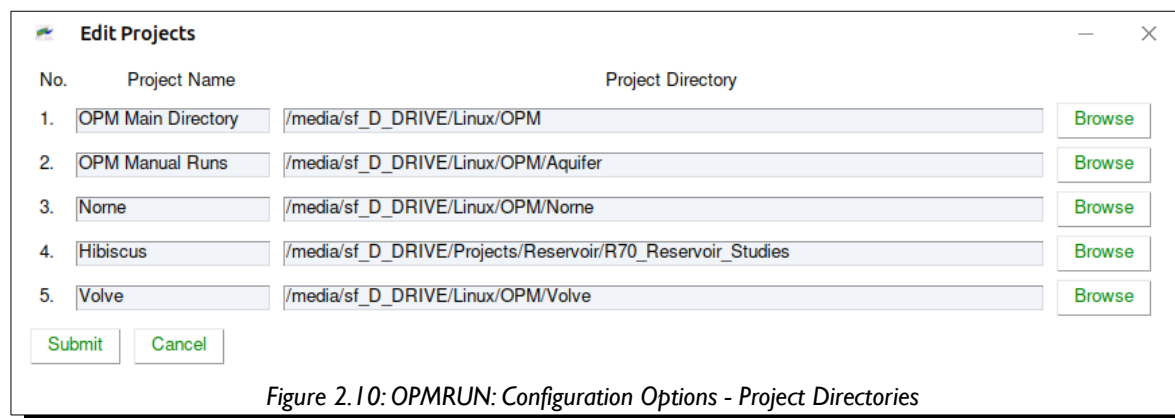 Edit Projects
No. Project Name Project Directory
1. OPM Main Directory /media/sf_D_DRIVE/Linux/OPM Browse
2. OPM Manual Runs /media/sf_D_DRIVE/Linux/OPM/Aquifer Browse
3. Norne /media/sf_D_DRIVE/Linux/OPM/Norne Browse
4. Hibiscus /media/sf_D_DRIVE/Projects/Reservoir/R70_Reservoir_Studies Browse
5. Volve /media/sf_D_DRIVE/Linux/OPM/Volve Browse
Submit Cancel
Figure 2.10: OPMRUN: Configuration Options - Project Directories